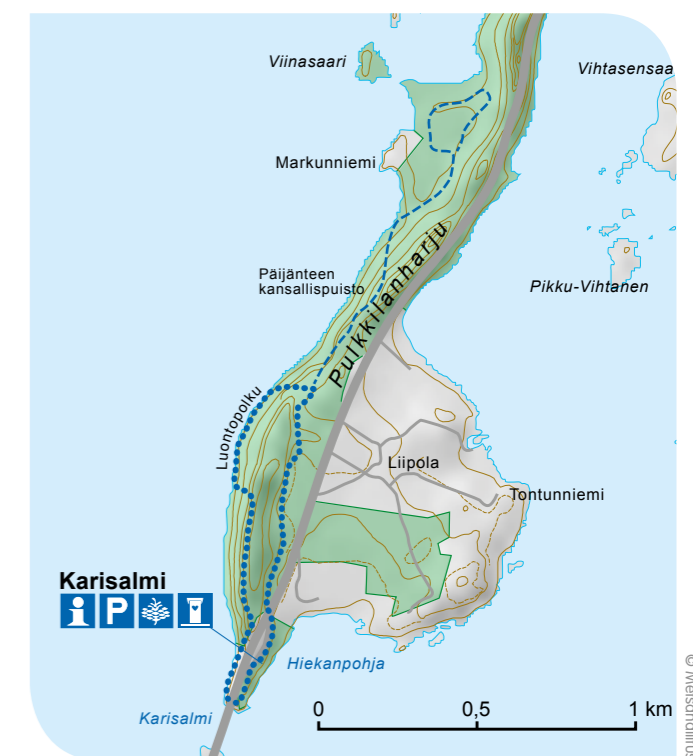 Viinasaari
Vihtasensaa
Markunniemi
Päijänteen
kansallispuisto
Pikku-Vihtanen
Pulkkilanharju
Luontopolku
Liipola
Tontunniemi
Karisalmi
i P
Hiekanpohja
Karisalmi
0 0,5 1 km